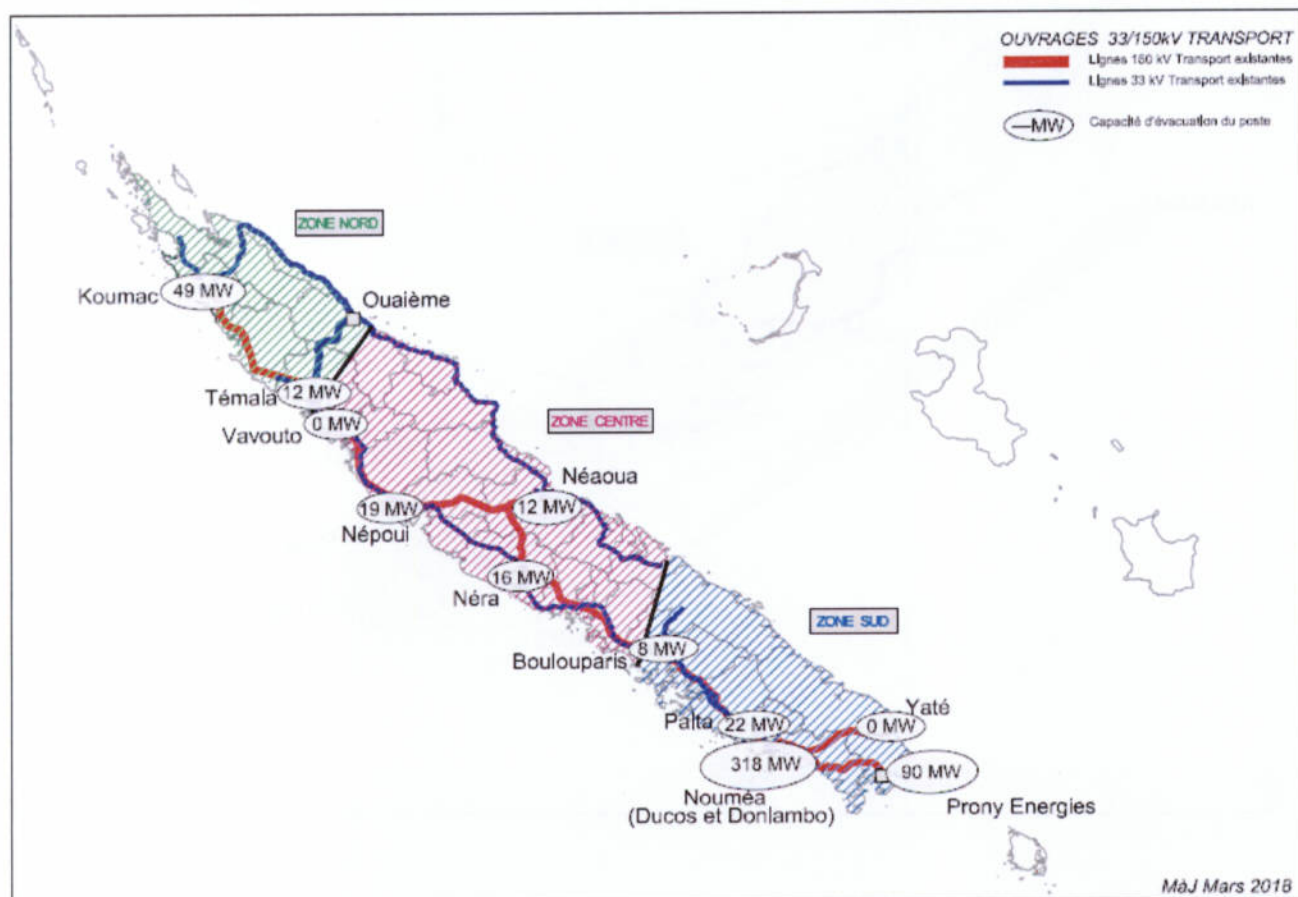 OUVRAGES 33/150kV TRANSPORT
Lignes 150 kV Transport existantes
Lignes 33 kV Transport existantes
—MW Capacité d'évacuation du poste
ZONE NORD
Koumac
49 MW
Ouaième
Témala
12 MW
Vavouto
0 MW
ZONE CENTRE
Néaoua
19 MW
12 MW
Népoui
16 MW
Néra
ZONE SUD
8 MW
Boulouparis
Yaté
Païta
22 MW
0 MW
318 MW
90 MW
Nouméa
Prony Energies
(Ducos et Doniambo)
MàJ Mars 2018